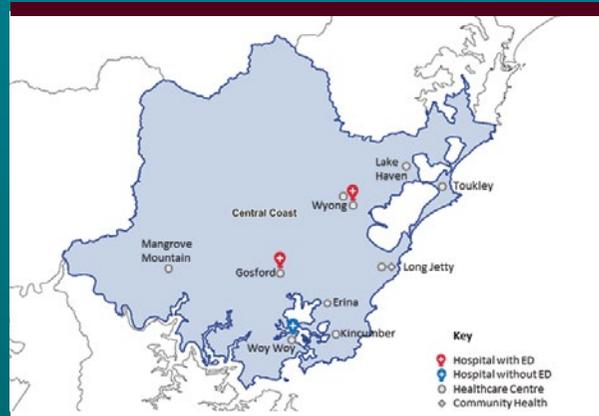 Lake
Haven
Toukley
Wyong
Central Coast
Mangrove
Mountain
Gosford
Long Jetty
Erina
Kincumber
Woy Woy
Key
Hospital with ED
Hospital without ED
Healthcare Centre
Community Health